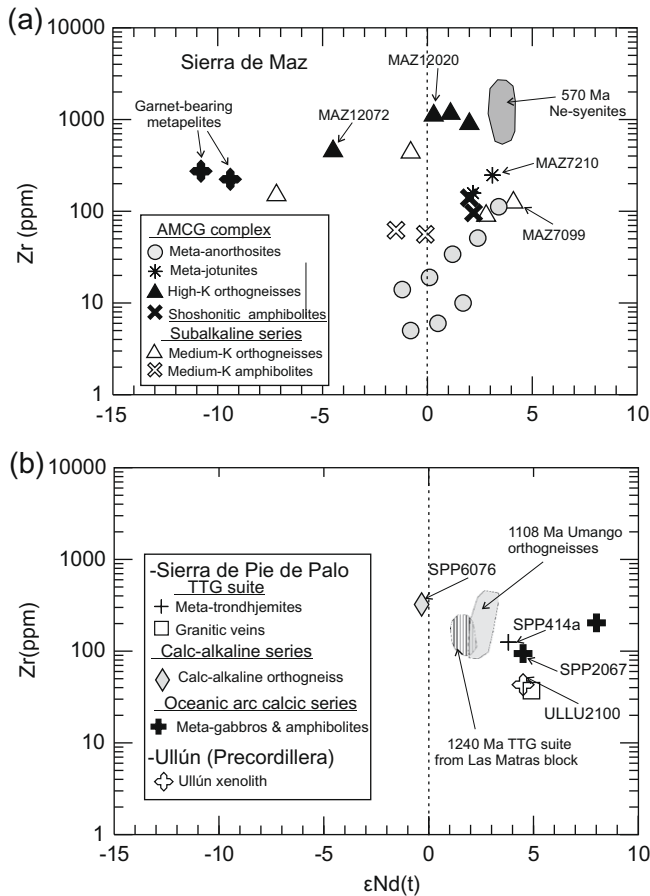 (a)
10000
1000
100
10
1
Zr (ppm)
Sierra de Maz
Garnet-bearing
metapelites
MAZ12072
MAZ12020
570 Ma
Ne-syenites
MAZ7210
MAZ7099
AMCG complex
Meta-anorthosites
Meta-jotunites
High-K orthogneisses
Shoshonitic amphibolites
Subalkaline series
Medium-K orthogneisses
Medium-K amphibolites
-15 -10 -5 0 5 10
(b)
10000
1000
100
10
1
Zr(ppm)
-Sierra de Pie de Palo
TTG suite
Meta-trondhjemites
Granitic veins
Calc-alkaline series
Calc-alkaline orthogneiss
Oceanic arc calcic series
Meta-gabbros & amphibolites
-Ullún (Precordillera)
Ullún xenolith
1108 Ma Umango
orthogneisses
SPP6076
SPP414a
SPP2067
ULLU2100
1240 Ma TTG suite
from Las Matras block
-15 -10 -5 0 5 10
εNd(t)